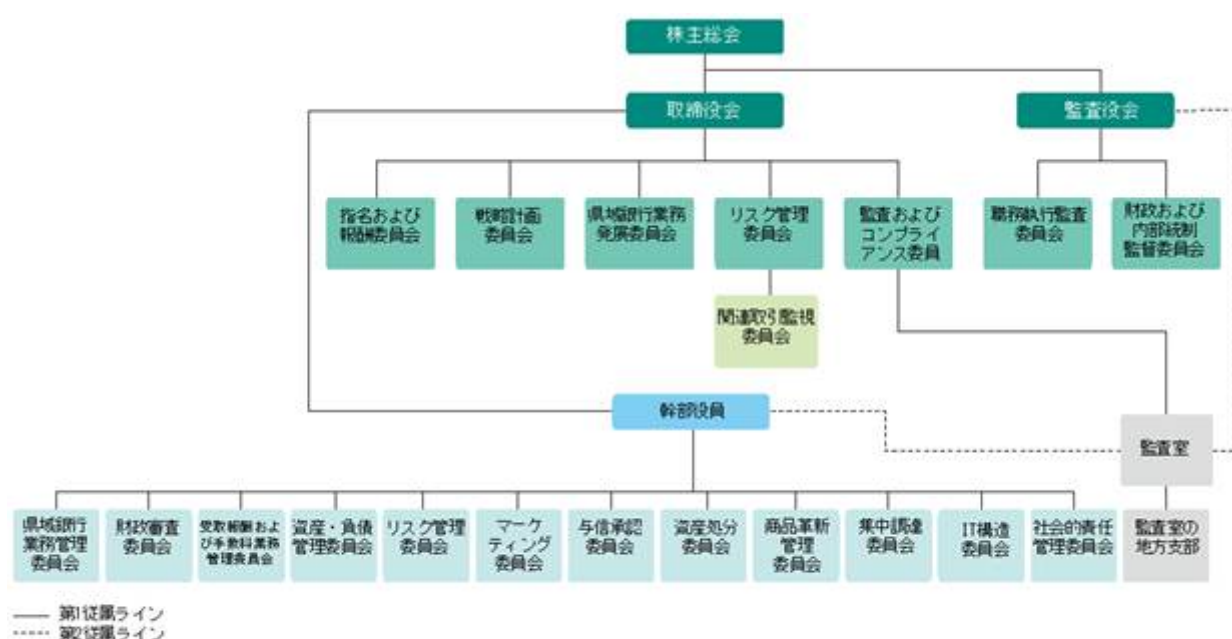 株主総会
取締役会
監査役会
指名および
報酬委員会
戦略計画
委員会
県域銀行業務
発展委員会
リスク管理
委員会
監査および
コンプライ
アンス委員
職務執行監査
委員会
財政および
内部統制
監督委員会
関連取引監視
委員会
幹部役員
監査室
県域銀行
業務管理
委員会
財政審査
委員会
受取報酬およ
び手数料業務
管理委員会
資産・負債
管理委員会
リスク管理
委員会
マーケ
ティング
委員会
与信承認
委員会
資産処分
委員会
商品革新
管理
委員会
集中調達
委員会
IT構造
委員会
社会的責任
管理委員会
監査室の
地方支部
第1従属ライン
第2従属ライン